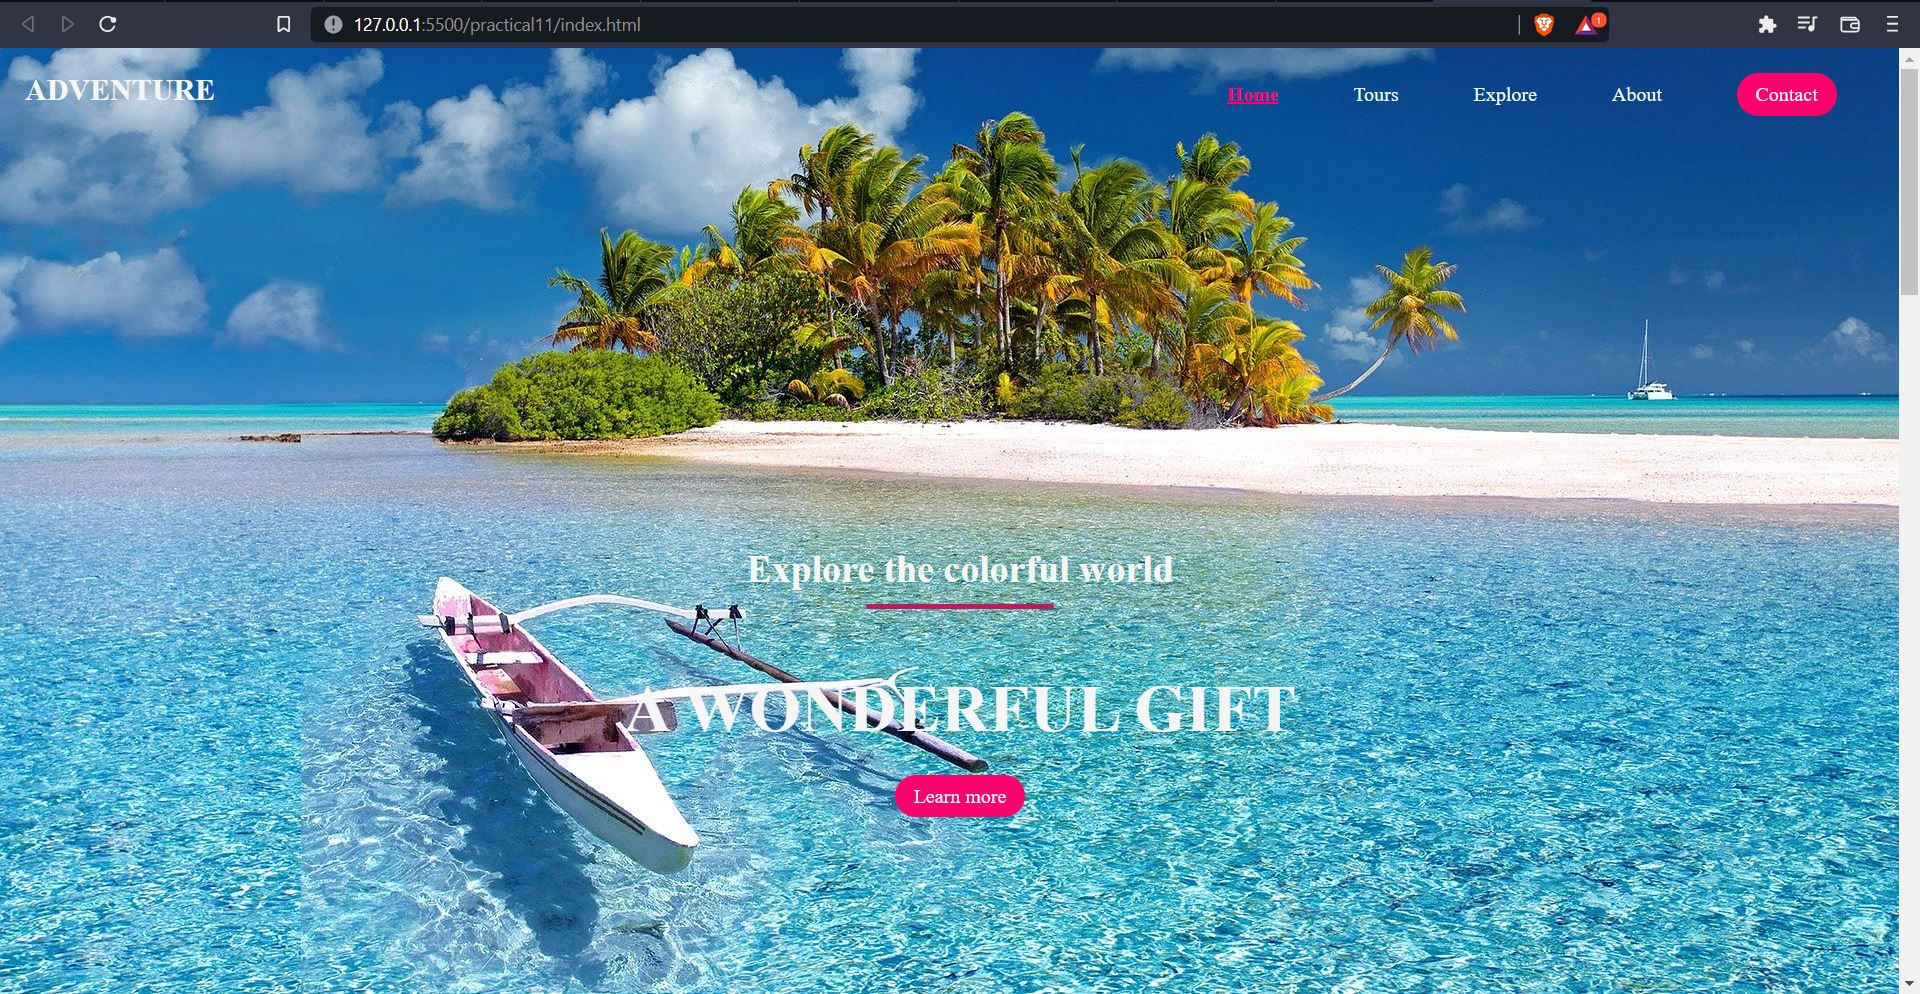 127.0.0.1:5500/practical11/index.html
1
ADVENTURE
Home Tours Explore About Contact
Explore the colorful world
A WONDERFUL GIFT
Learn more